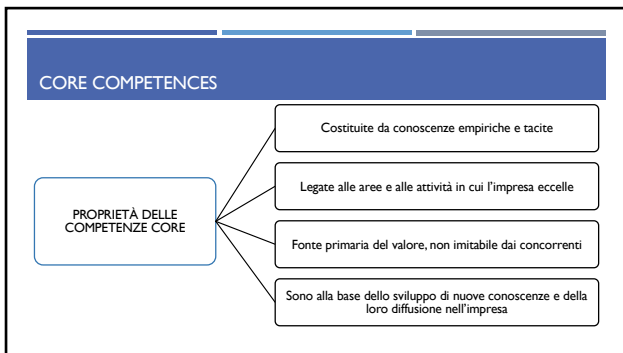 CORE COMPETENCES
Costituite da conoscenze empiriche e tacite
Legate alle aree e alle attività in cui l'impresa eccelle
PROPRIETÀ DELLE
COMPETENZE CORE
Fonte primaria del valore, non imitabile dai concorrenti
Sono alla base dello sviluppo di nuove conoscenze e della
loro diffusione nell'impresa